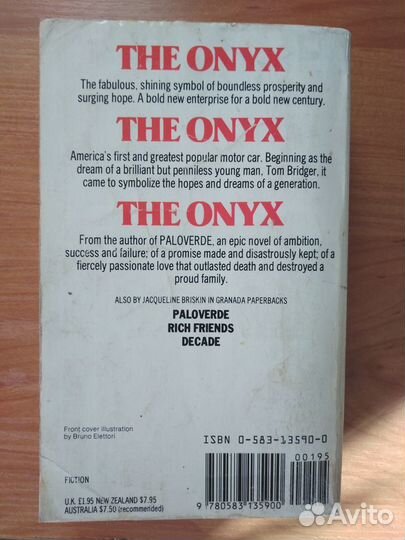 THE ONYX
The fabulous, shining symbol of boundless prosperity and
surging hope. A bold new enterprise for a bold new century.
THE ONYX
America's first and greatest popular motor car. Beginning as the
dream of a brilliant but penniless young man, Tom Bridger, it
came to symbolize the hopes and dreams of a generation.
THE ONYX
From the author of PALOVERDE, an epic novel of ambition,
success and failure; of a promise made and disastrously kept; of a
fiercely passionate love that outlasted death and destroyed a
proud family.
ALSO BY JACQUELINE BRISKIN IN GRANADA PAPERBACKS
PALOVERDE
RICH FRIENDS
DECADE
Front cover illustration
by Bruno Elettori
ISBN 0-583-13590-0
00195
FICTION
U.K. £1.95 NEW ZEALAND $7.95
AUSTRALIA $7.50 (recommended)
9 780583 135900
Avito